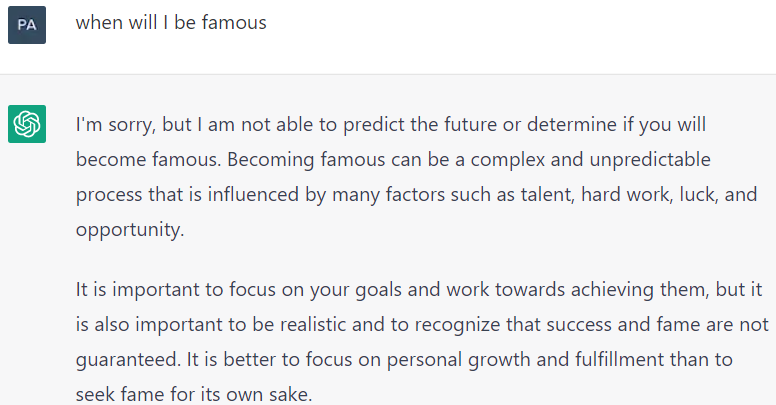 PA
when will I be famous
I'm sorry, but I am not able to predict the future or determine if you will
become famous. Becoming famous can be a complex and unpredictable
process that is influenced by many factors such as talent, hard work, luck, and
opportunity.
It is important to focus on your goals and work towards achieving them, but it
is also important to be realistic and to recognize that success and fame are not
guaranteed. It is better to focus on personal growth and fulfillment than to
seek fame for its own sake.